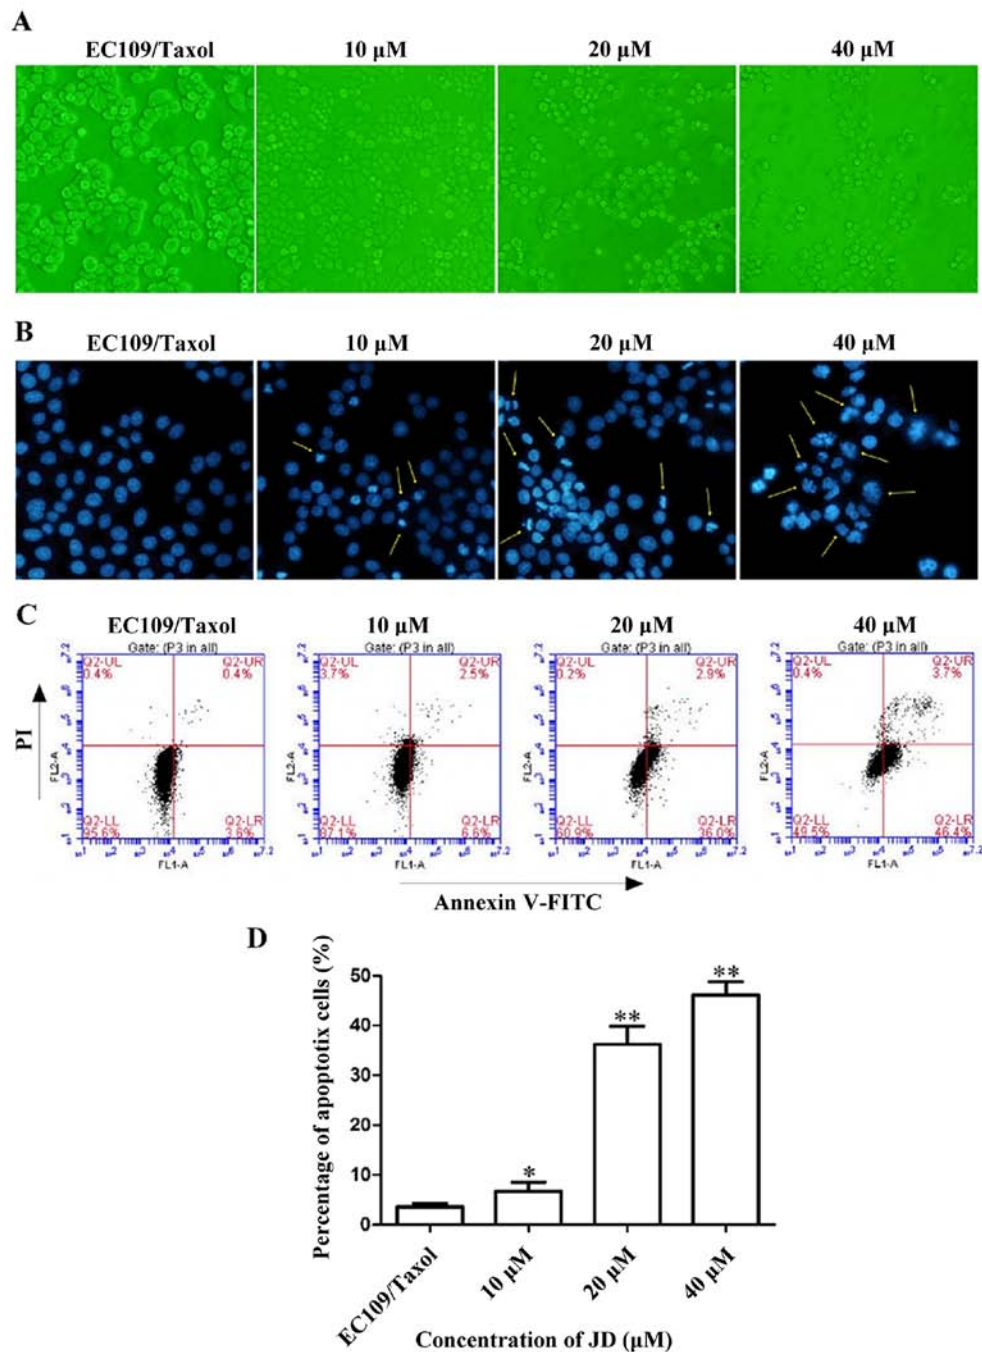 A
EC109/Taxol 10 μM 20 μM 40 μM
B
EC109/Taxol 10 μM 20 μM 40 μM
C
EC109/Taxol 10 μM 20 μM 40 μM
Gate: (P3 in all) Gate: (P3 in all) Gate: (P3 in all) Gate: (P3 in all)
Q2-UL Q2-UR Q2-UL Q2-UR Q2-UL Q2-UR Q2-UL Q2-UR
0.4% 0.4% 3.7% 2.5% 0.2% 2.9% 0.4% 3.7%
PI
FL2-A FL2-A FL2-A FL2-A
Q2-LL Q2-LR Q2-LL Q2-LR Q2-LL Q2-LR Q2-LL Q2-LR
95.6% 3.6% 87.1% 6.6% 60.9% 36.0% 49.5% 46.4%
FL1-A FL1-A FL1-A FL1-A
Annexin V-FITC
D
Percentage of apoptotix cells (%)
50
40
30
20
10
0
* ** **
EC109/Taxol 10 μM 20 μM 40 μM
Concentration of JD (μM)